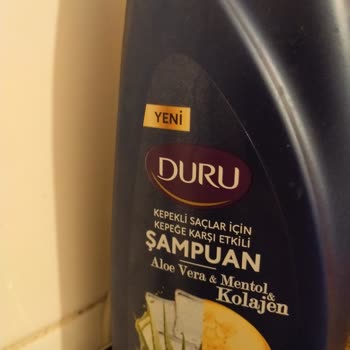 YENİ
DURU
KEPEKLİ SAÇLAR İÇİN
KEPEĞE KARŞI ETKİLİ
ŞAMPUAN
Aloe Vera & Mentol &
Kolajen